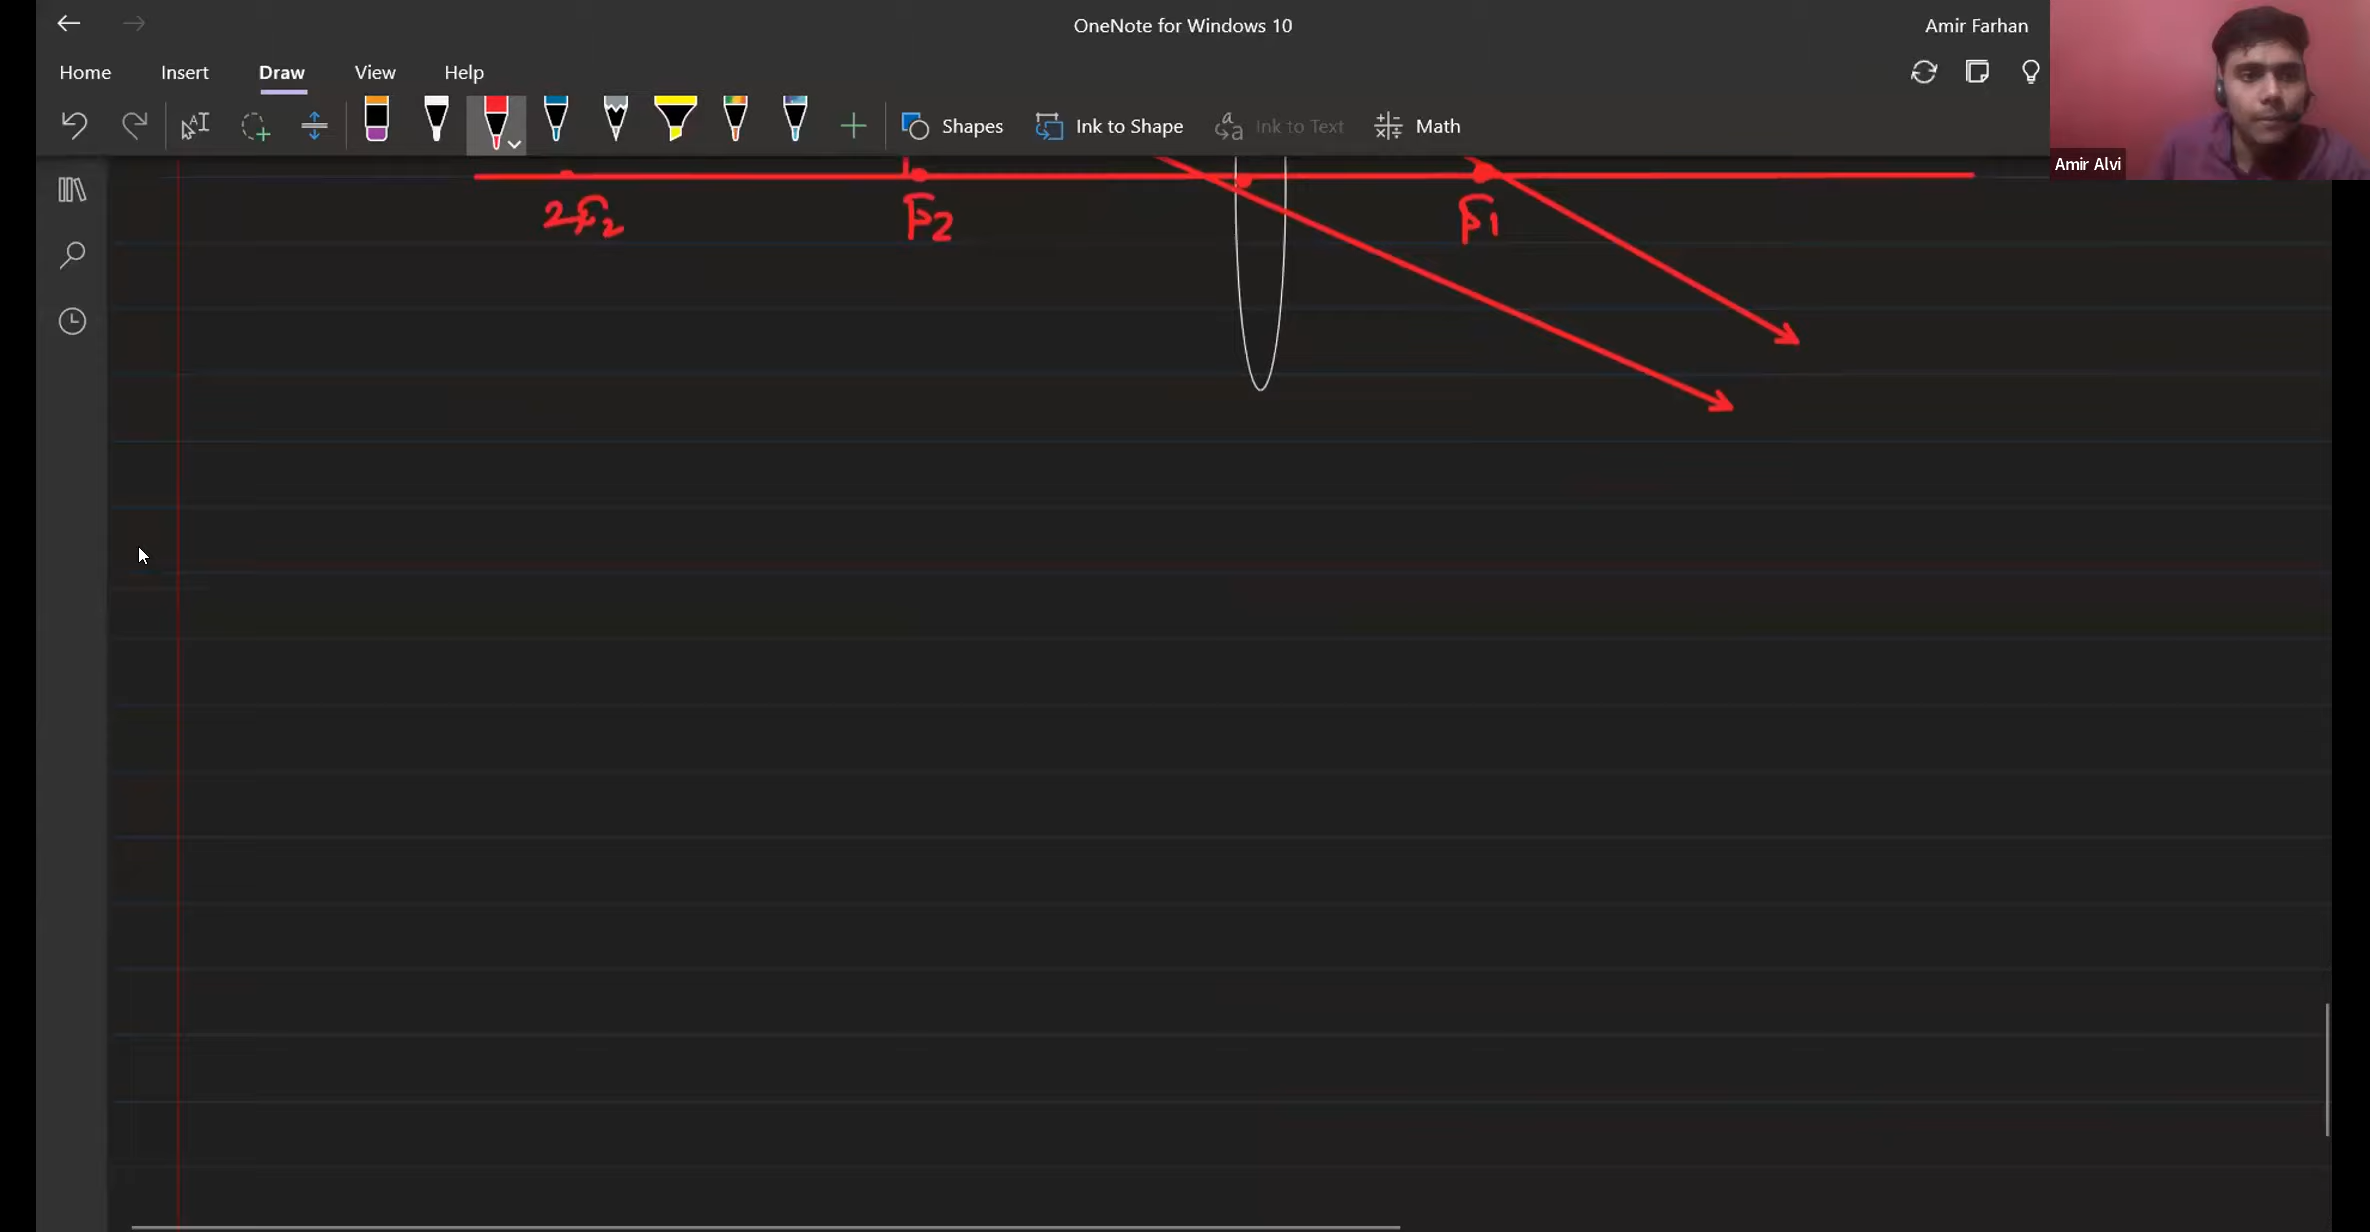 OneNote for Windows 10
Amir Farhan
Home Insert Draw View Help
Shapes Ink to Shape Ink to Text Math
Amir Alvi
2F₂ F₂ F₁